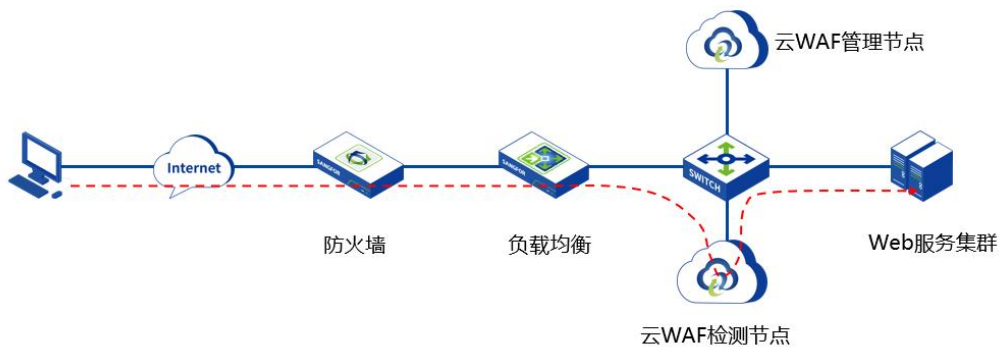 云WAF管理节点
Internet
SANGFOR
SANGFOR
SWITCH
防火墙
负载均衡
Web服务集群
云WAF检测节点